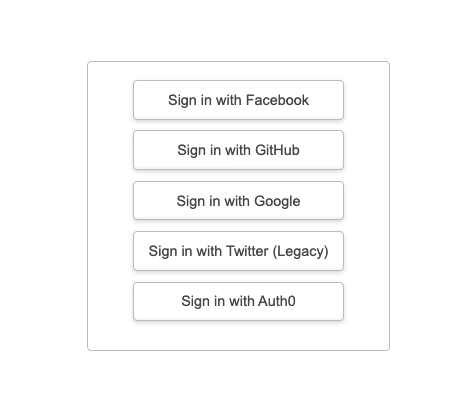 Sign in with Facebook
Sign in with GitHub
Sign in with Google
Sign in with Twitter (Legacy)
Sign in with Auth0